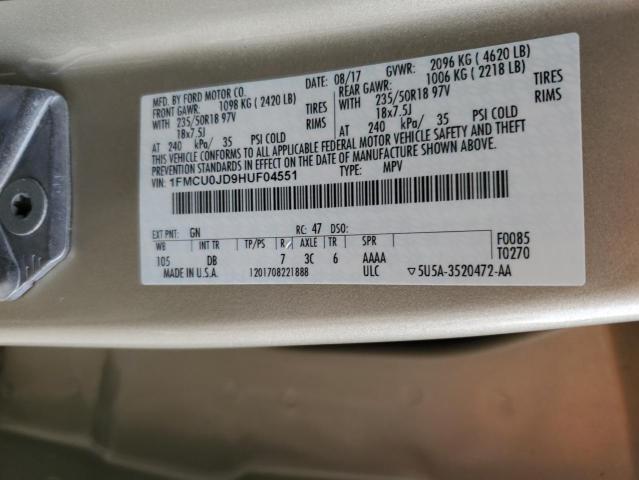 MFD. BY FORD MOTOR CO. DATE: 08/17 GVWR: 2096 KG ( 4620 LB)
FRONT GAWR: 1098 KG ( 2420 LB) REAR GAWR: 1006 KG ( 2218 LB)
WITH 235/50R18 97V TIRES WITH 235/50R18 97V TIRES
18x7.5J RIMS 18x7.5J RIMS
AT 240 kPa/ 35 PSI COLD AT 240 kPa/ 35 PSI COLD
THIS VEHICLE CONFORMS TO ALL APPLICABLE FEDERAL MOTOR VEHICLE SAFETY AND THEFT
PREVENTION STANDARDS IN EFFECT ON THE DATE OF MANUFACTURE SHOWN ABOVE.
VIN: 1FMCU0JD9HUF04551 TYPE: MPV
EXT PNT: GN RC: 47 DSO: F0085
WB INT TR TP/PS R AXLE TR SPR T0270
105 DB 7 3C 6 AAAA
MADE IN U.S.A. 1201708221888 ULC 5U5A-3520472-AA